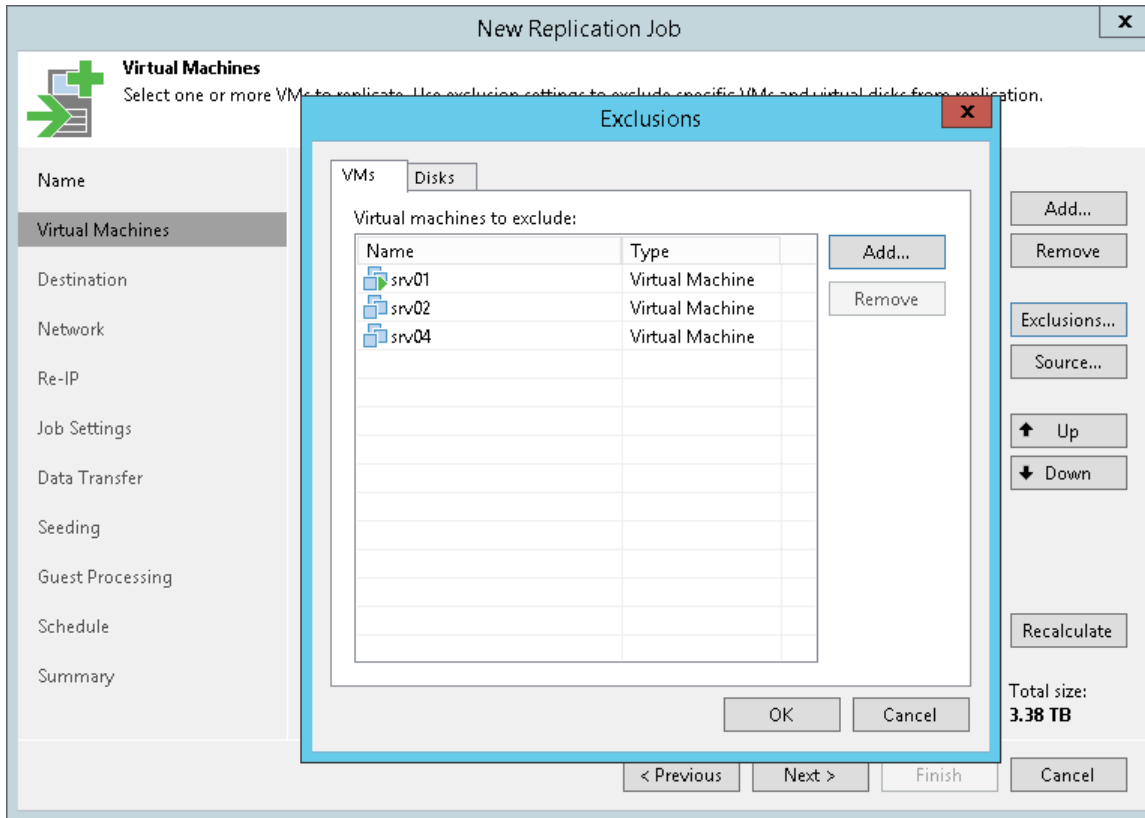 New Replication Job
x
Virtual Machines
Select one or more VMs to replicate. Use exclusion settings to exclude specific VMs and virtual disks from replication.
Exclusions
x
Name
Virtual Machines
Destination
Network
Re-IP
Job Settings
Data Transfer
Seeding
Guest Processing
Schedule
Summary
VMs Disks
Virtual machines to exclude:
Name Type
srv01 Virtual Machine
srv02 Virtual Machine
srv04 Virtual Machine
Add...
Remove
OK Cancel
Add...
Remove
Exclusions...
Source...
Up
Down
Recalculate
Total size:
3.38 TB
< Previous Next > Finish Cancel